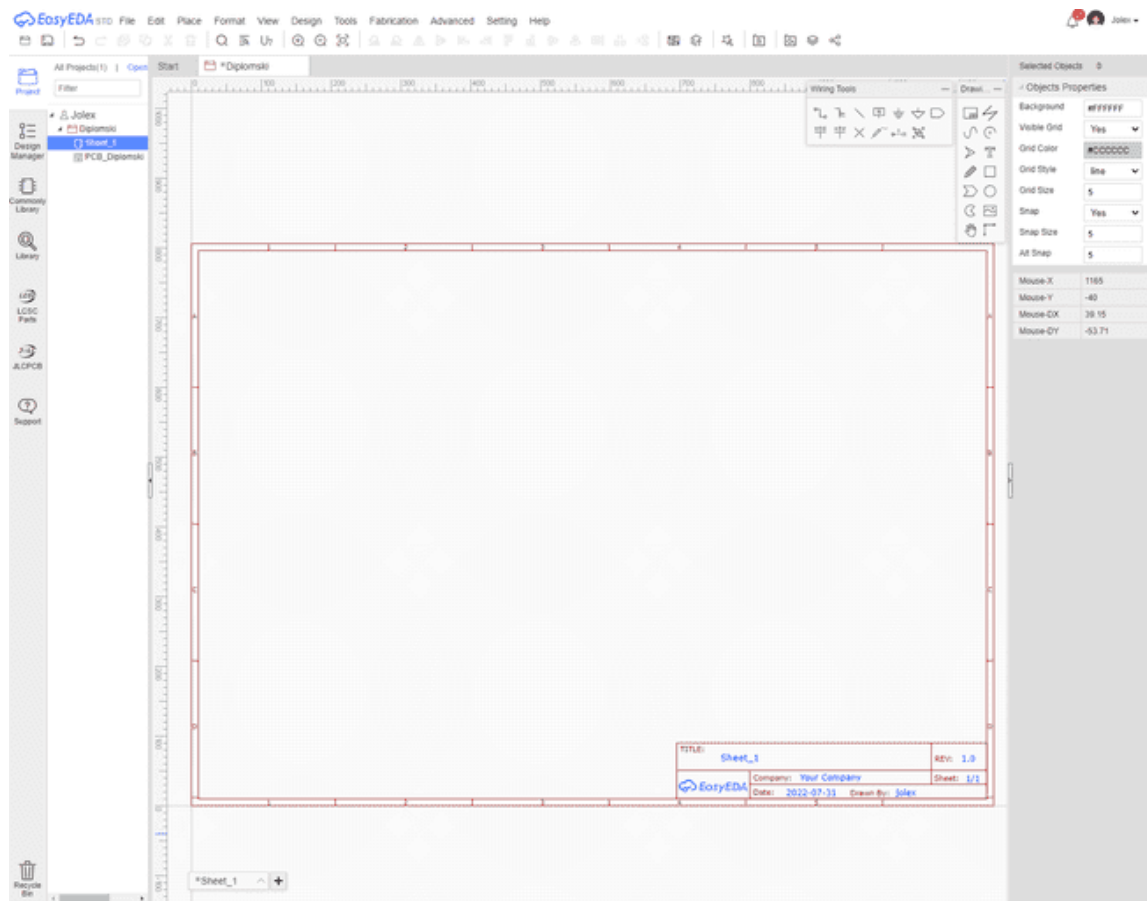 EasyEDA STD File Edit Place Format View Design Tools Fabrication Advanced Setting Help Jolex
All Projects(1) | Open
Start
*Diplomski
Selected Objects 0
Project
Filter
Jolex
Diplomski
Sheet_1
PCB_Diplomski
Design
Manager
Commonly
Library
Library
LCSC
Parts
JLCPCB
Support
Recycle
Bin
Wiring Tools
Drawi...
Objects Properties
Background #FFFFFF
Visible Grid Yes
Grid Color #CCCCCC
Grid Style line
Grid Size 5
Snap Yes
Snap Size 5
Alt Snap 5
Mouse-X 1165
Mouse-Y -40
Mouse-DX 39.15
Mouse-DY -53.71
TITLE:
Sheet_1
REV: 1.0
EasyEDA
Company: Your Company
Sheet: 1/1
Date: 2022-07-31 Drawn By: Jolex
*Sheet_1